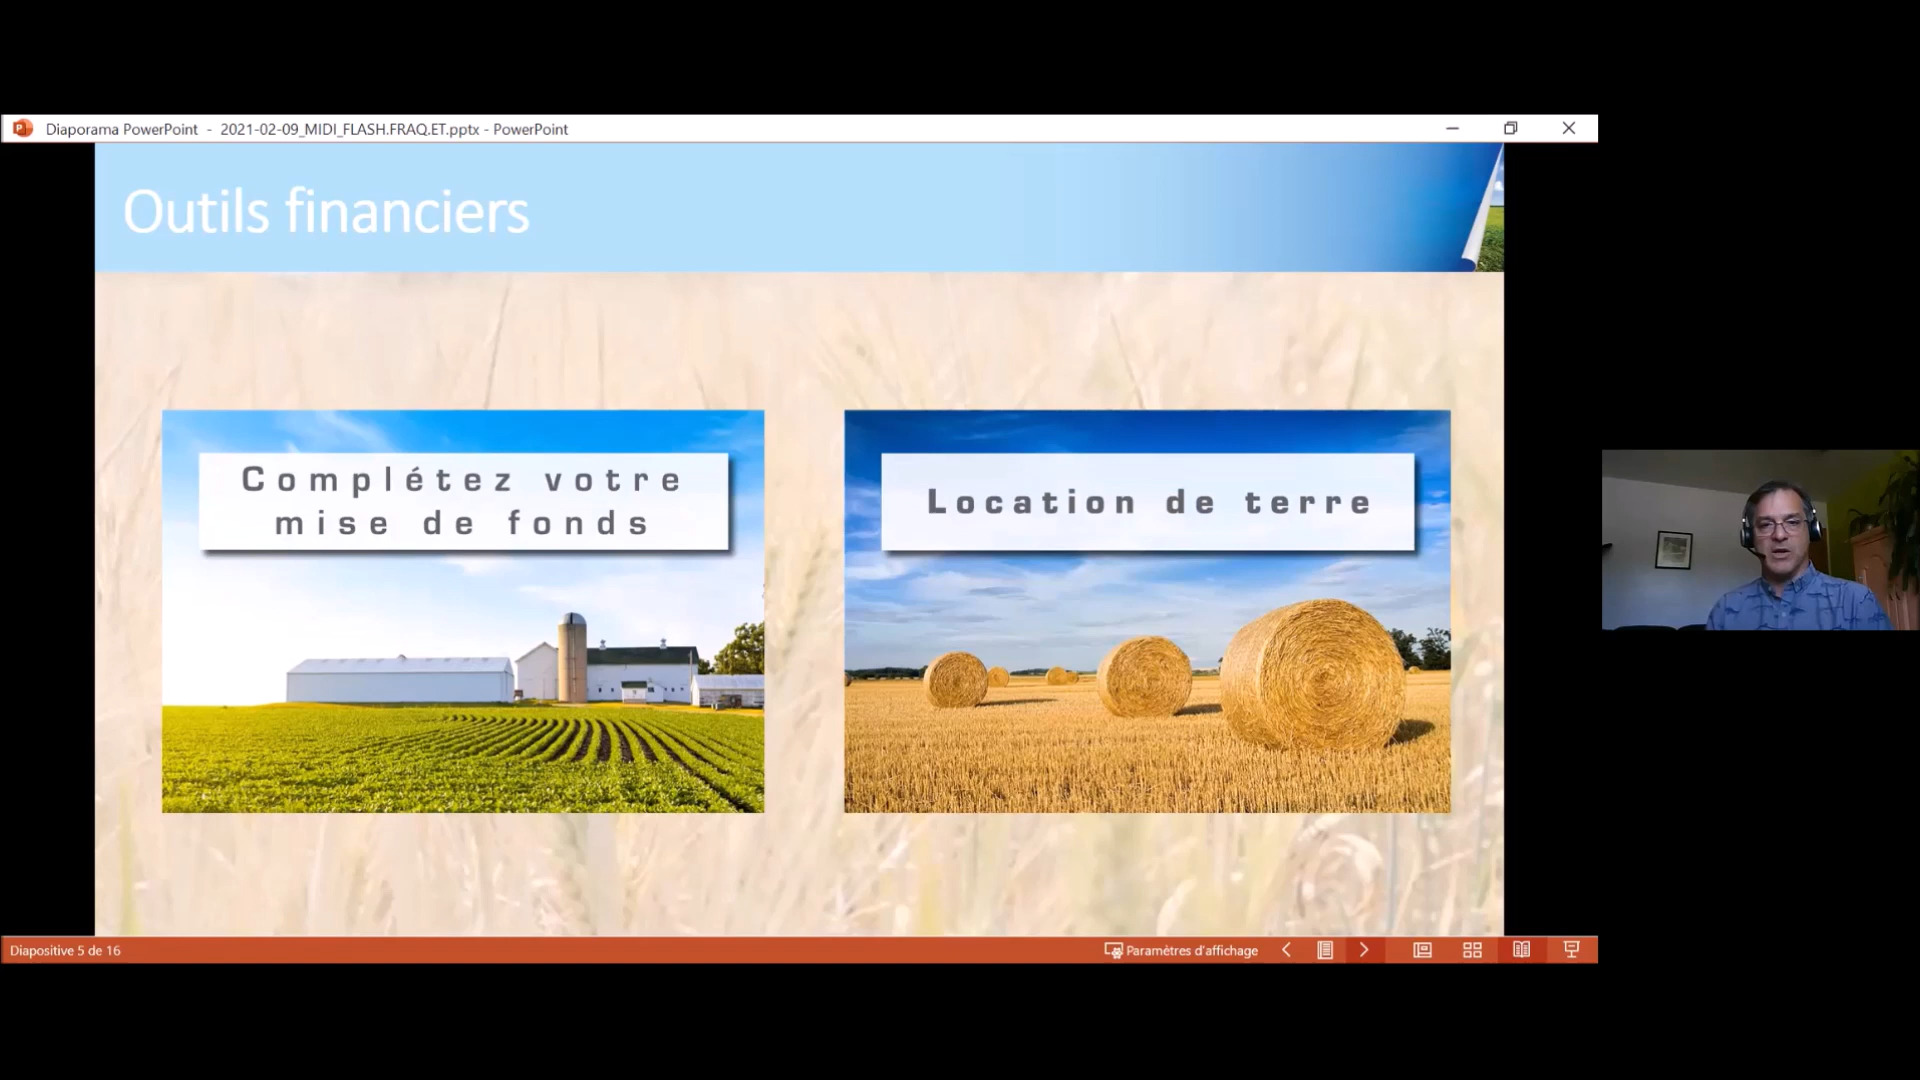 Diaporama PowerPoint - 2021-02-09_MIDI_FLASH.FRAQ.ET.pptx - PowerPoint
Outils financiers
Complétez votre
mise de fonds
Location de terre
Diapositive 5 de 16
Paramètres d'affichage